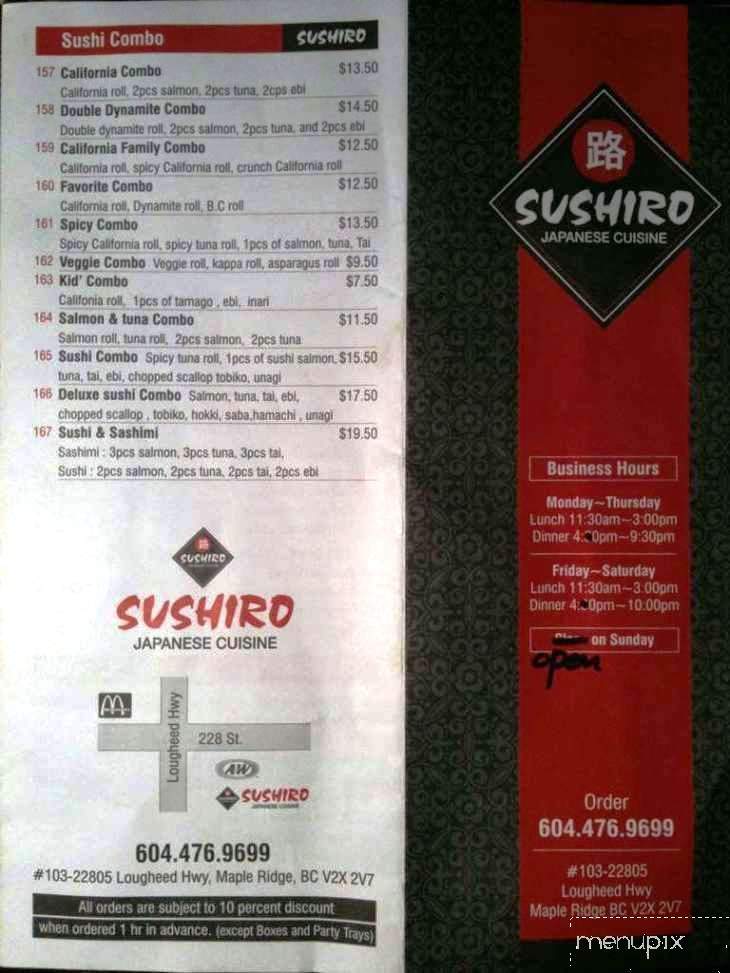 Sushi Combo SUSHIRO
157 California Combo $13.50
California roll, 2pcs salmon, 2pcs tuna, 2cps ebi
158 Double Dynamite Combo $14.50
Double dynamite roll, 2pcs salmon, 2pcs tuna, and 2pcs ebi
159 California Family Combo $12.50
California roll, spicy California roll, crunch California roll
160 Favorite Combo $12.50
California roll, Dynamite roll, B.C roll
161 Spicy Combo $13.50
Spicy California roll, spicy tuna roll, 1pcs of salmon, tuna, Tai
162 Veggie Combo Veggie roll, kappa roll, asparagus roll $9.50
163 Kid' Combo $7.50
Califonia roll, 1pcs of tamago , ebi, inari
164 Salmon & tuna Combo $11.50
Salmon roll, tuna roll, 2pcs salmon, 2pcs tuna
165 Sushi Combo Spicy tuna roll, 1pcs of sushi salmon, $15.50
tuna, tai, ebi, chopped scallop tobiko, unagi
166 Deluxe sushi Combo Salmon, tuna, tai, ebi, $17.50
chopped scallop , tobiko, hokki, saba,hamachi , unagi
167 Sushi & Sashimi $19.50
Sashimi : 3pcs salmon, 3pcs tuna, 3pcs tai,
Sushi : 2pcs salmon, 2pcs tuna, 2pcs tai, 2pcs ebi
路
SUSHIRO
SUSHIRO
JAPANESE CUISINE
M
Lougheed Hwy
228 St.
A&W
SUSHIRO
JAPANESE CUISINE
604.476.9699
#103-22805 Lougheed Hwy, Maple Ridge, BC V2X 2V7
All orders are subject to 10 percent discount
when ordered 1 hr in advance. (except Boxes and Party Trays)
路
SUSHIRO
JAPANESE CUISINE
Business Hours
Monday~Thursday
Lunch 11:30am~3:00pm
Dinner 4: 0pm~9:30pm
Friday~Saturday
Lunch 11:30am~3:00pm
Dinner 4: 0pm~10:00pm
on Sunday
open
Order
604.476.9699
#103-22805
Lougheed Hwy
Maple Ridge BC V2X 2V7
menupix